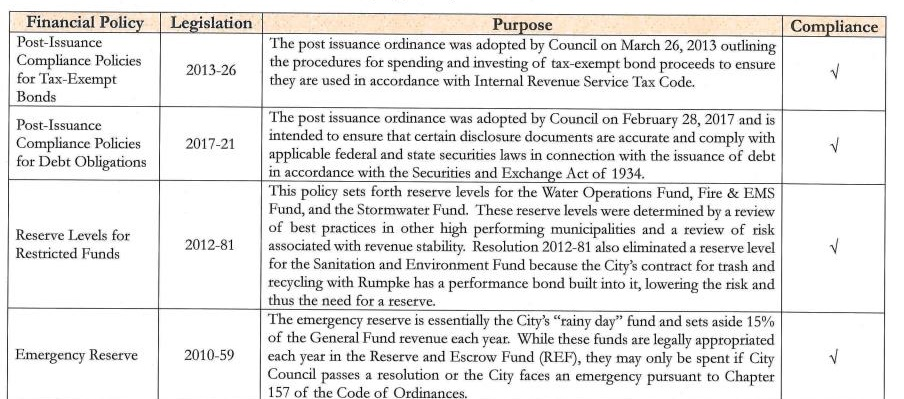 Financial Policy Legislation Purpose Compliance
Post-Issuance
Compliance Policies
for Tax-Exempt
Bonds
2013-26
The post issuance ordinance was adopted by Council on March 26, 2013 outlining
the procedures for spending and investing of tax-exempt bond proceeds to ensure
they are used in accordance with Internal Revenue Service Tax Code.
√
Post-Issuance
Compliance Policies
for Debt Obligations
2017-21
The post issuance ordinance was adopted by Council on February 28, 2017 and is
intended to ensure that certain disclosure documents are accurate and comply with
applicable federal and state securities laws in connection with the issuance of debt
in accordance with the Securities and Exchange Act of 1934.
√
Reserve Levels for
Restricted Funds
2012-81
This policy sets forth reserve levels for the Water Operations Fund, Fire & EMS
Fund, and the Stormwater Fund. These reserve levels were determined by a review
of best practices in other high performing municipalities and a review of risk
associated with revenue stability. Resolution 2012-81 also eliminated a reserve level
for the Sanitation and Environment Fund because the City's contract for trash and
recycling with Rumpke has a performance bond built into it, lowering the risk and
thus the need for a reserve.
√
Emergency Reserve
2010-59
The emergency reserve is essentially the City's "rainy day" fund and sets aside 15%
of the General Fund revenue each year. While these funds are legally appropriated
each year in the Reserve and Escrow Fund (REF), they may only be spent if City
Council passes a resolution or the City faces an emergency pursuant to Chapter
157 of the Code of Ordinances.
√